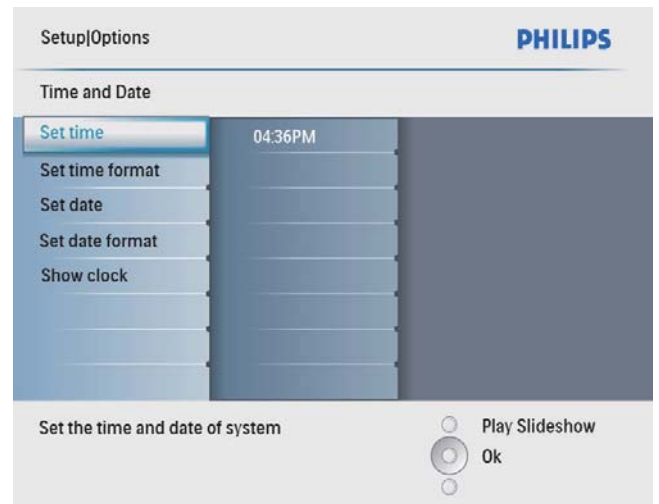 Setup|Options
PHILIPS
Time and Date
Set time
04:36PM
Set time format
Set date
Set date format
Show clock
Set the time and date of system
Play Slideshow
Ok